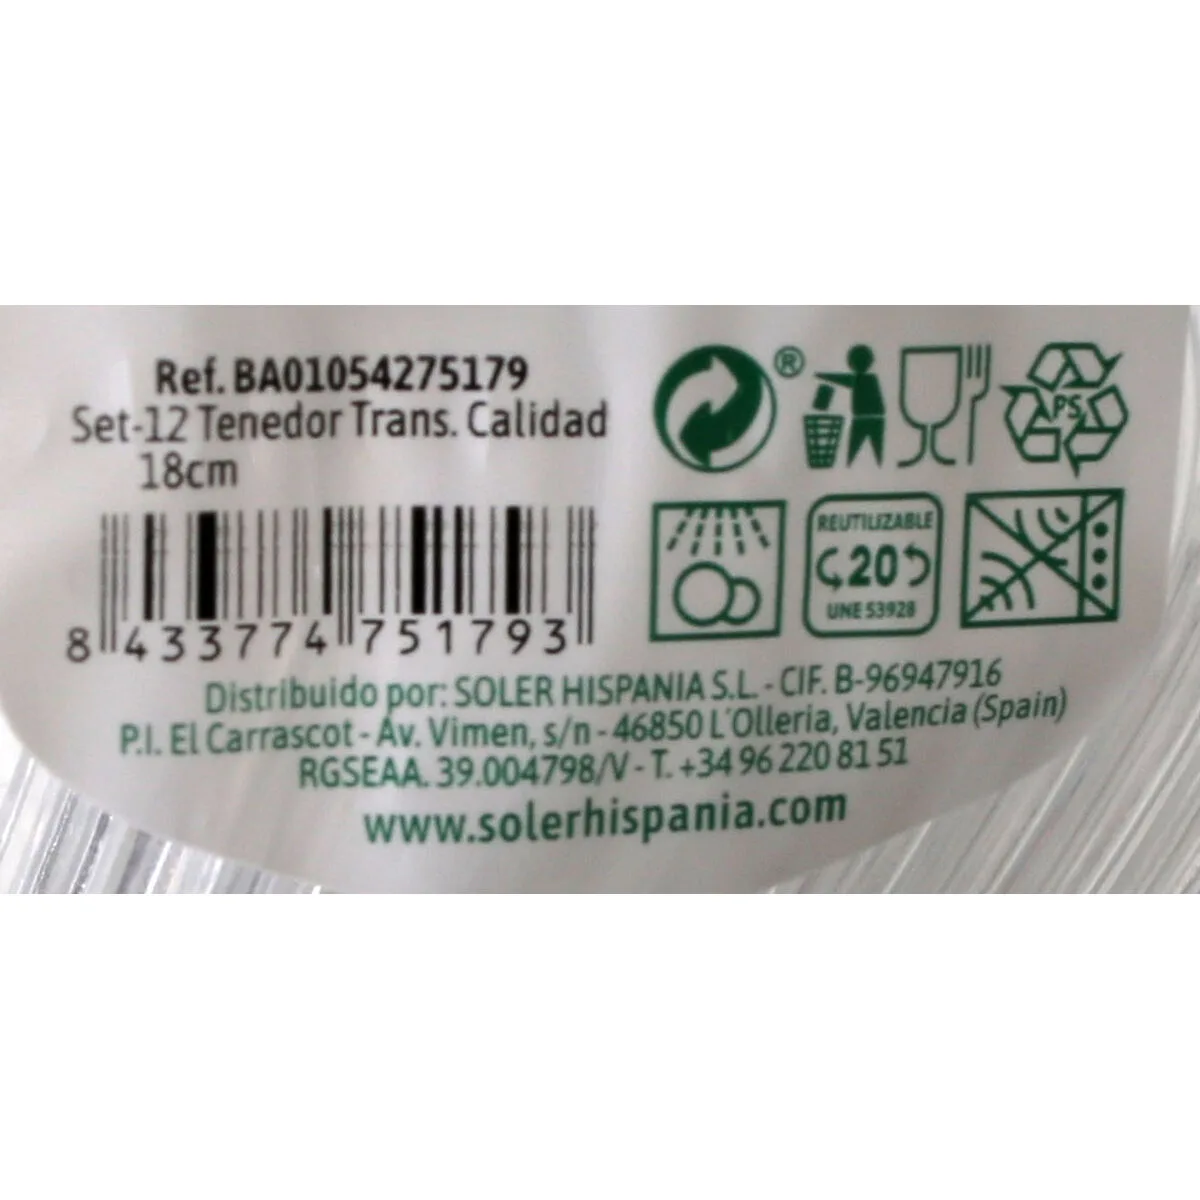 Ref. BA01054275179
Set-12 Tenedor Trans. Calidad
18cm
8 433774 751793
®
PS
REUTILIZABLE
20
UNE 53928
Distribuido por: SOLER HISPANIA S.L. - CIF. B-96947916
P.I. El Carrascot - Av. Vimen, s/n - 46850 L'Olleria, Valencia (Spain)
RGSEAA. 39.004798/V - T. +34 96 220 81 51
www.solerhispania.com